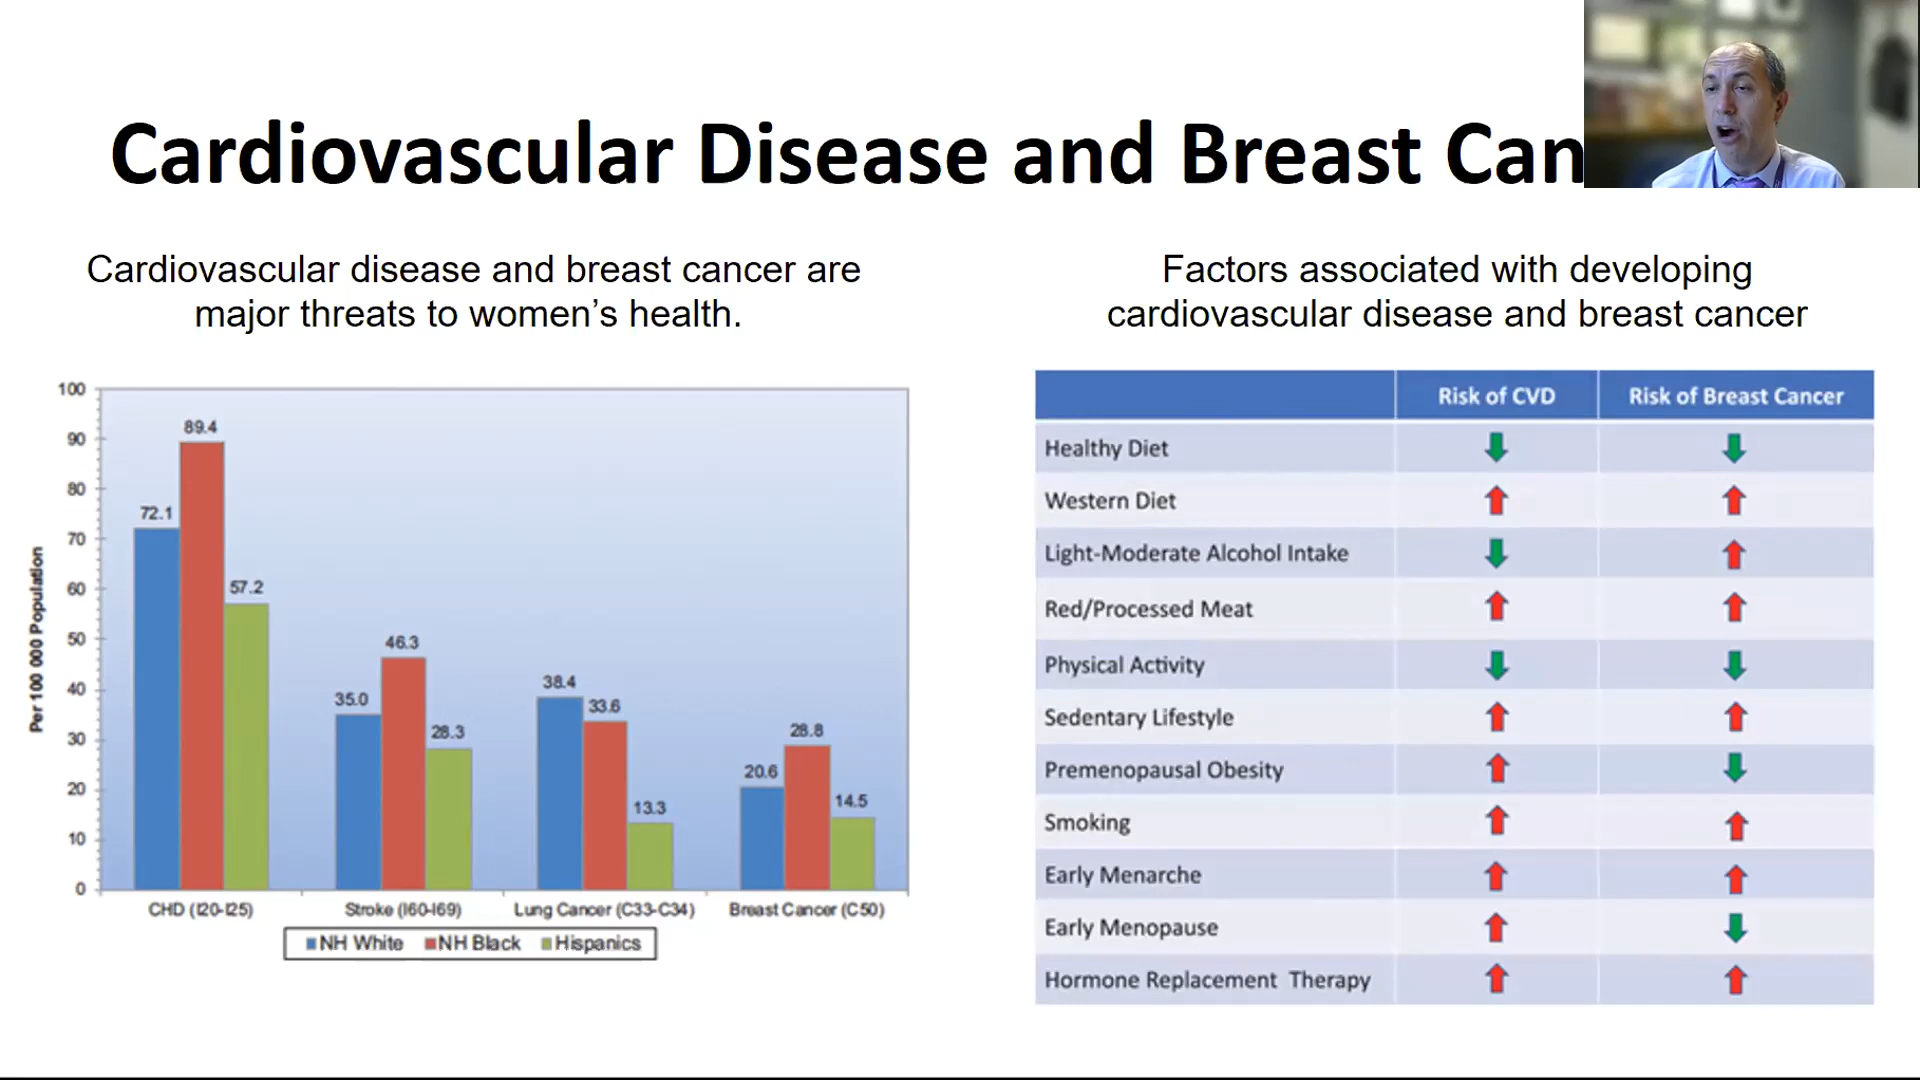 Cardiovascular Disease and Breast Can
Cardiovascular disease and breast cancer are
major threats to women’s health.
100
90
80
70
60
50
40
30
20
10
0
Per 100 000 Population
72.1
89.4
57.2
35.0
46.3
28.3
38.4
33.6
13.3
20.6
28.8
14.5
CHD (I20-I25)
Stroke (I60-I69)
Lung Cancer (C33-C34)
Breast Cancer (C50)
NH White NH Black Hispanics
Factors associated with developing
cardiovascular disease and breast cancer
Risk of CVD Risk of Breast Cancer
Healthy Diet
Western Diet
Light-Moderate Alcohol Intake
Red/Processed Meat
Physical Activity
Sedentary Lifestyle
Premenopausal Obesity
Smoking
Early Menarche
Early Menopause
Hormone Replacement Therapy